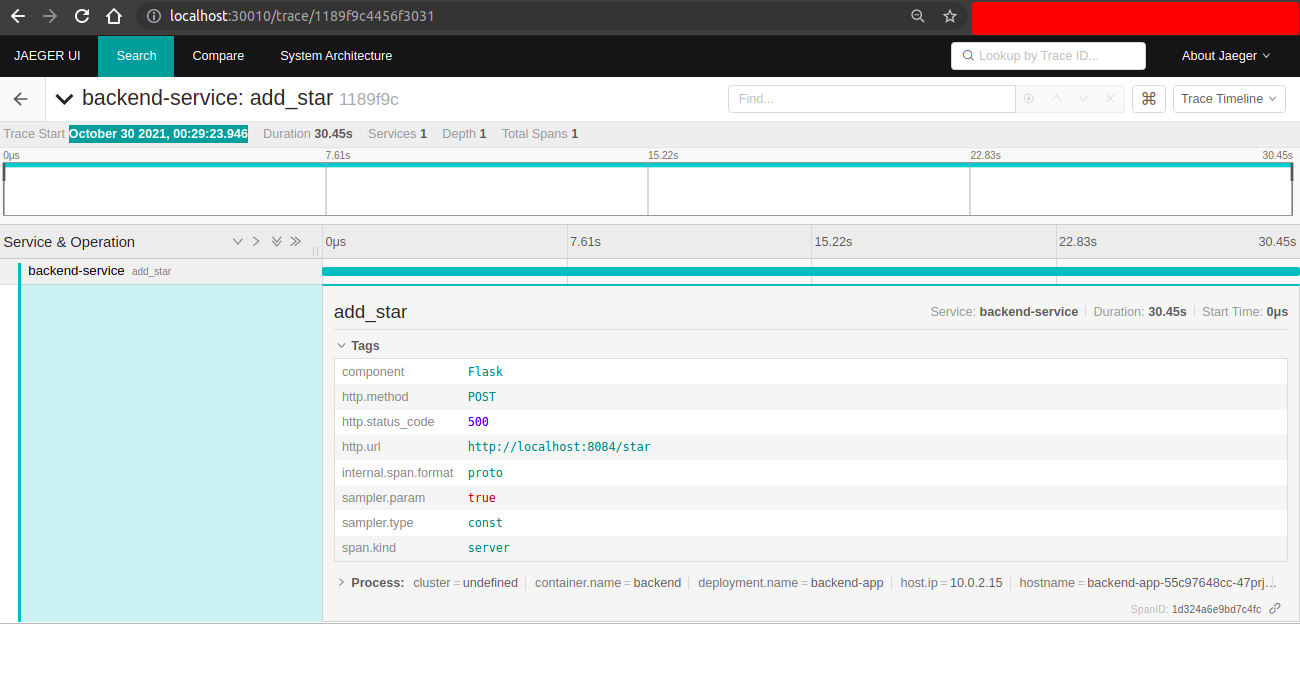 localhost:30010/trace/1189f9c4456f3031
JAEGER UI Search Compare System Architecture Lookup by Trace ID... About Jaeger
backend-service: add_star 1189f9c Find... ⌘ Trace Timeline
Trace Start October 30 2021, 00:29:23.946 Duration 30.45s Services 1 Depth 1 Total Spans 1
0μs 7.61s 15.22s 22.83s 30.45s
Service & Operation 0μs 7.61s 15.22s 22.83s 30.45s
backend-service add_star
add_star Service: backend-service Duration: 30.45s Start Time: 0μs
Tags
component Flask
http.method POST
http.status_code 500
http.url http://localhost:8084/star
internal.span.format proto
sampler.param true
sampler.type const
span.kind server
Process: cluster = undefined container.name = backend deployment.name = backend-app host.ip = 10.0.2.15 hostname = backend-app-55c97648cc-47prj...
SpanID: 1d324a6e9bd7c4fc